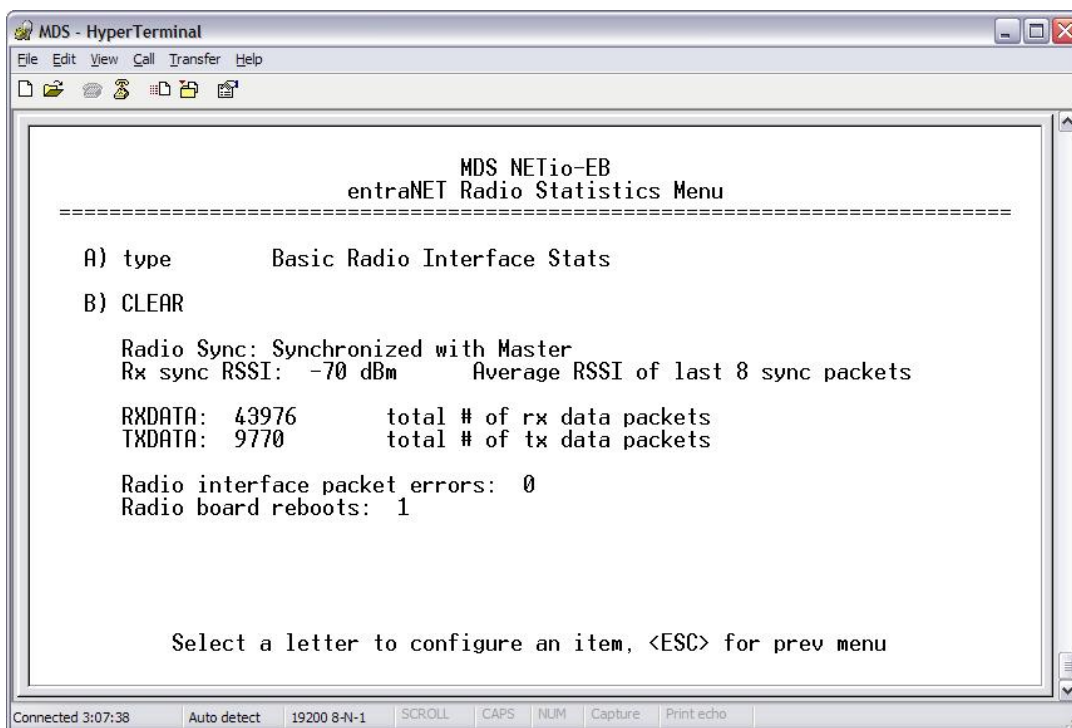 MDS - HyperTerminal
File Edit View Call Transfer Help
MDS NETio-EB
entraNET Radio Statistics Menu
============================================================================
A) type Basic Radio Interface Stats
B) CLEAR
Radio Sync: Synchronized with Master
Rx sync RSSI: -70 dBm Average RSSI of last 8 sync packets
RXDATA: 43976 total # of rx data packets
TXDATA: 9770 total # of tx data packets
Radio interface packet errors: 0
Radio board reboots: 1
Select a letter to configure an item, <ESC> for prev menu
Connected 3:07:38 Auto detect 19200 8-N-1 SCROLL CAPS NUM Capture Print echo